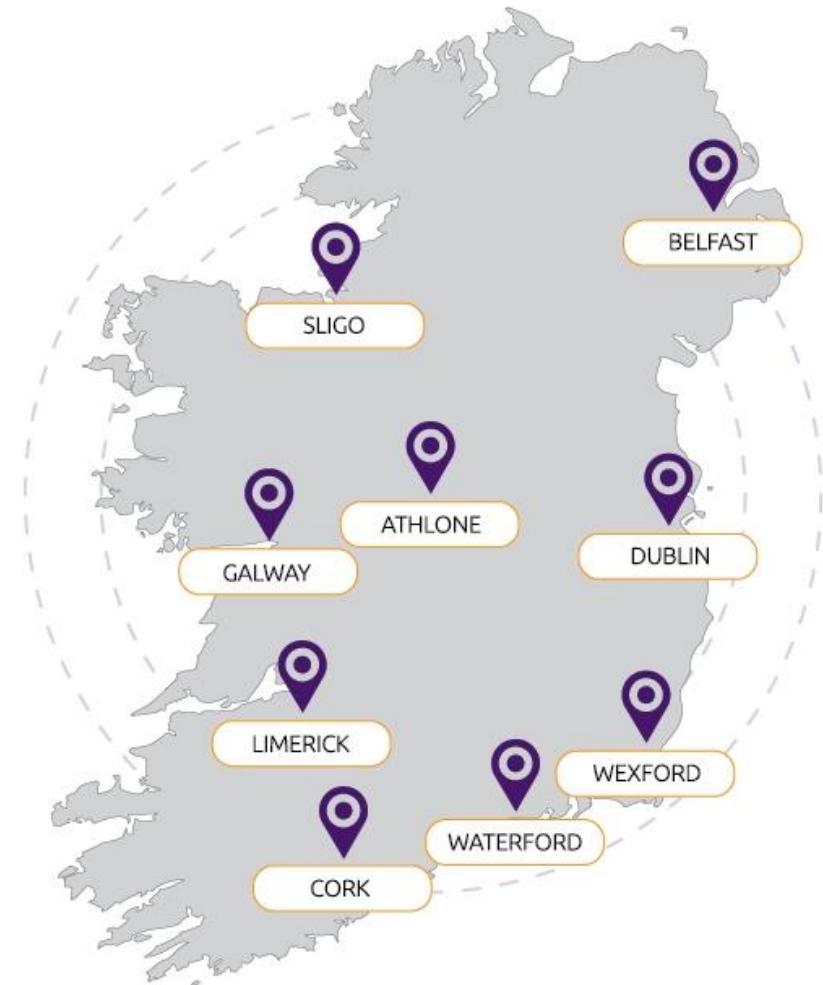 BELFAST
SLIGO
ATHLONE
DUBLIN
GALWAY
LIMERICK
WEXFORD
WATERFORD
CORK